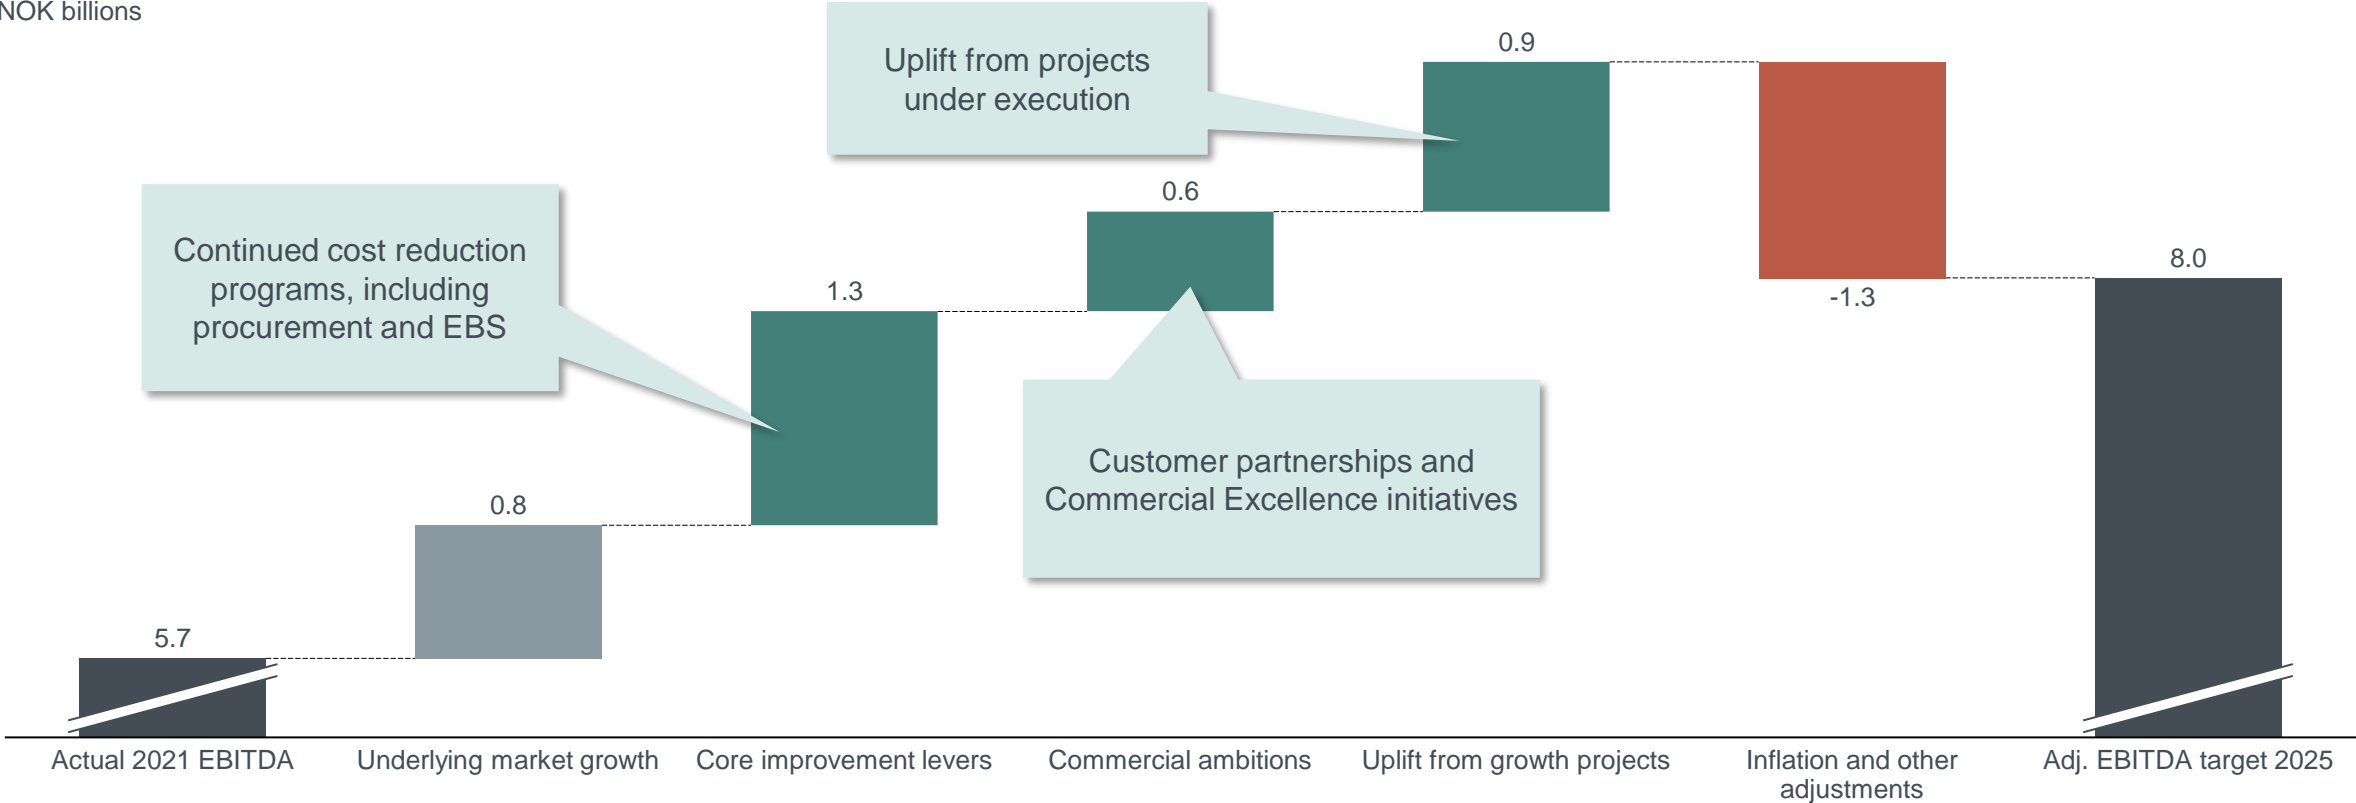 NOK billions
Uplift from projects
under execution
0.9
0.6
Continued cost reduction
programs, including
procurement and EBS
1.3
8.0
-1.3
Customer partnerships and
Commercial Excellence initiatives
0.8
5.7
Actual 2021 EBITDA
Underlying market growth
Core improvement levers
Commercial ambitions
Uplift from growth projects
Inflation and other
adjustments
Adj. EBITDA target 2025